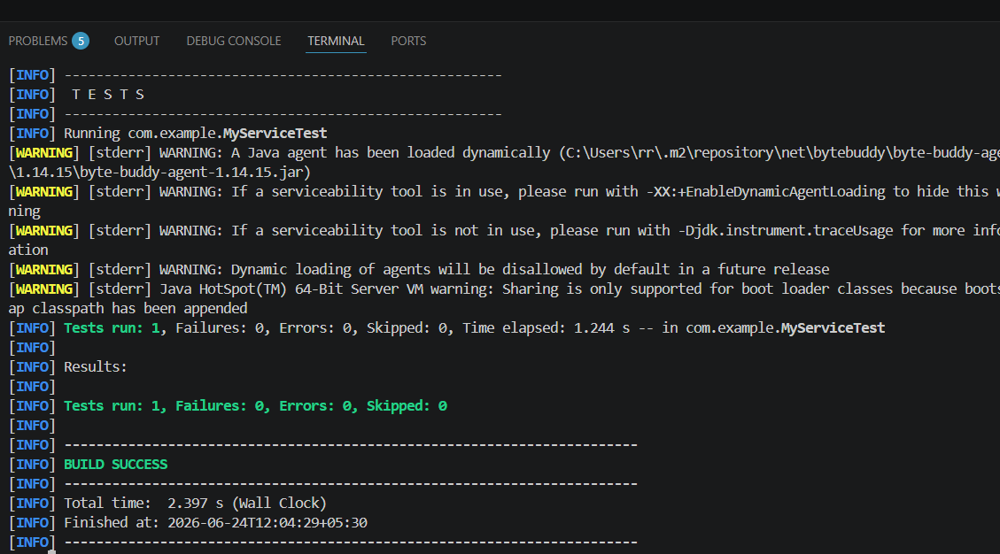 PROBLEMS 5 OUTPUT DEBUG CONSOLE TERMINAL PORTS
[INFO] -------------------------------------------------------
[INFO]  T E S T S
[INFO] -------------------------------------------------------
[INFO] Running com.example.MyServiceTest
[WARNING] [stderr] WARNING: A Java agent has been loaded dynamically (C:\Users\rr\.m2\repository\net\bytebuddy\byte-buddy-age
\1.14.15\byte-buddy-agent-1.14.15.jar)
[WARNING] [stderr] WARNING: If a serviceability tool is in use, please run with -XX:+EnableDynamicAgentLoading to hide this w
ning
[WARNING] [stderr] WARNING: If a serviceability tool is not in use, please run with -Djdk.instrument.traceUsage for more info
ation
[WARNING] [stderr] WARNING: Dynamic loading of agents will be disallowed by default in a future release
[WARNING] [stderr] Java HotSpot(TM) 64-Bit Server VM warning: Sharing is only supported for boot loader classes because boots
ap classpath has been appended
[INFO] Tests run: 1, Failures: 0, Errors: 0, Skipped: 0, Time elapsed: 1.244 s -- in com.example.MyServiceTest
[INFO]
[INFO] Results:
[INFO]
[INFO] Tests run: 1, Failures: 0, Errors: 0, Skipped: 0
[INFO]
[INFO] ------------------------------------------------------------------------
[INFO] BUILD SUCCESS
[INFO] ------------------------------------------------------------------------
[INFO] Total time:  2.397 s (Wall Clock)
[INFO] Finished at: 2026-06-24T12:04:29+05:30
[INFO] ------------------------------------------------------------------------